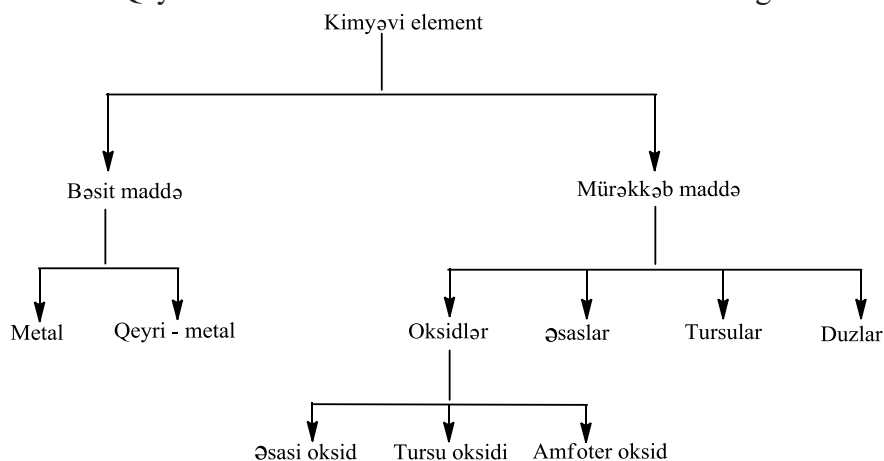 Kimyəvi element
Bəsit maddə
Mürəkkəb maddə
Metal
Qeyri - metal
Oksidlər
Əsaslar
Tursular
Duzlar
Əsasi oksid
Tursu oksidi
Amfoter oksid